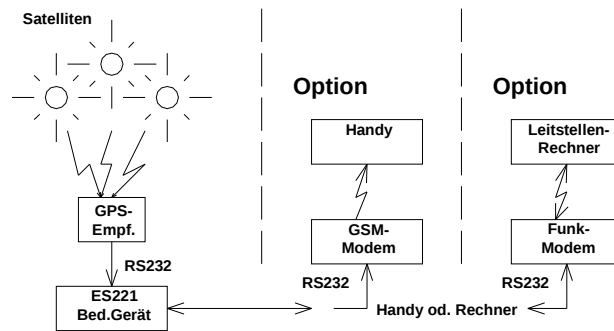 Satelliten
Option
Option
Handy
Leitstellen-
Rechner
GPS-
Empf.
GSM-
Modem
Funk-
Modem
RS232
RS232
RS232
ES221
Bed.Gerät
Handy od. Rechner